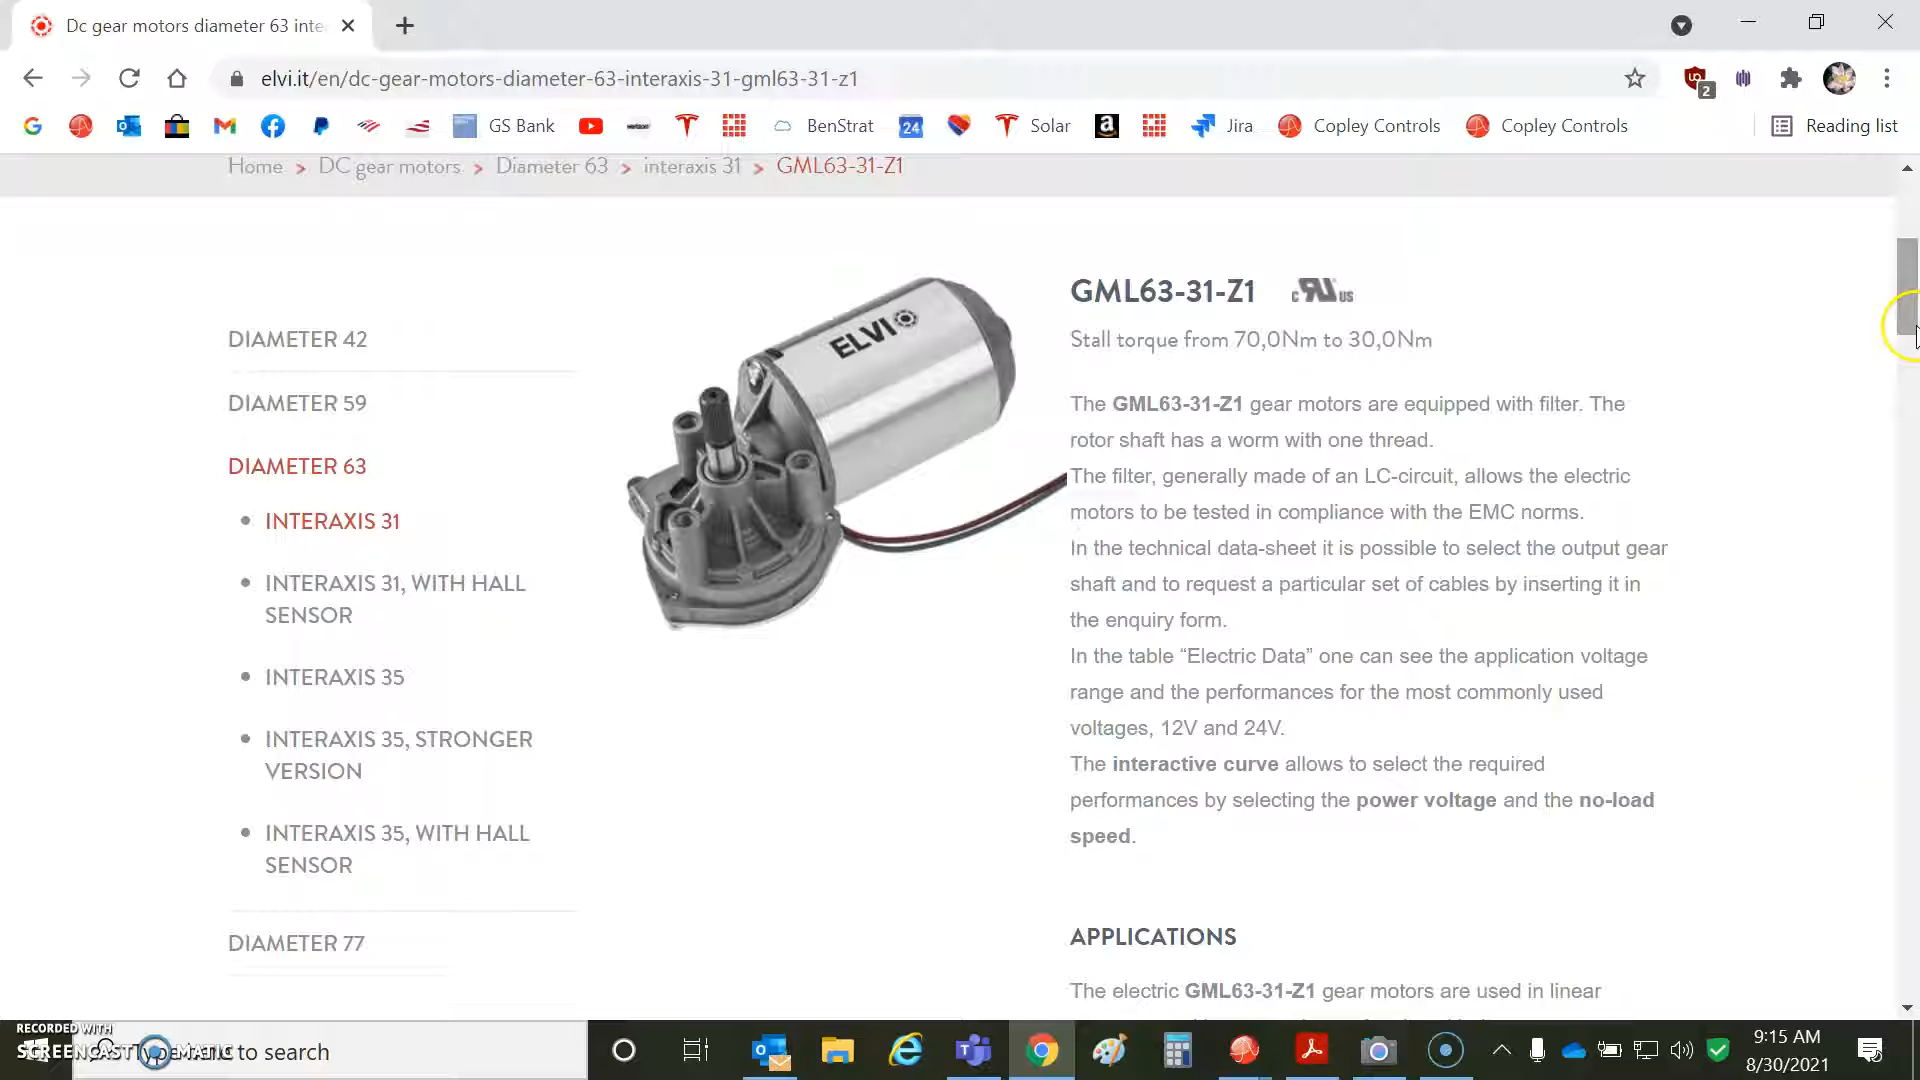 Dc gear motors diameter 63 inte
elvi.it/en/dc-gear-motors-diameter-63-interaxis-31-gml63-31-z1
2
GS Bank
verizon
BenStrat
24
Solar
a
Jira
Copley Controls
Copley Controls
Reading list
Home > DC gear motors > Diameter 63 > interaxis 31 > GML63-31-Z1
DIAMETER 42
DIAMETER 59
DIAMETER 63
INTERAXIS 31
INTERAXIS 31, WITH HALL
SENSOR
INTERAXIS 35
INTERAXIS 35, STRONGER
VERSION
INTERAXIS 35, WITH HALL
SENSOR
DIAMETER 77
ELVI
GML63-31-Z1 c RU US
Stall torque from 70,0Nm to 30,0Nm
The GML63-31-Z1 gear motors are equipped with filter. The
rotor shaft has a worm with one thread.
The filter, generally made of an LC-circuit, allows the electric
motors to be tested in compliance with the EMC norms.
In the technical data-sheet it is possible to select the output gear
shaft and to request a particular set of cables by inserting it in
the enquiry form.
In the table “Electric Data” one can see the application voltage
range and the performances for the most commonly used
voltages, 12V and 24V.
The interactive curve allows to select the required
performances by selecting the power voltage and the no-load
speed.
APPLICATIONS
The electric GML63-31-Z1 gear motors are used in linear
RECORDED WITH
SCREENCAST MATIC
Type here to search
9:15 AM
8/30/2021